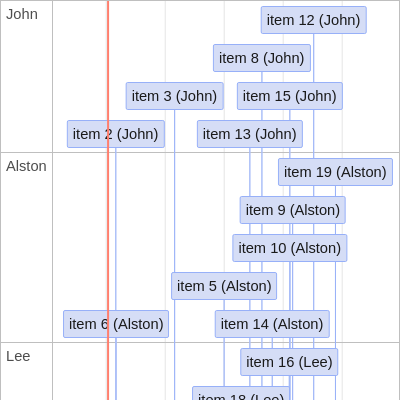 John
item 12 (John)
item 8 (John)
item 3 (John)
item 15 (John)
item 2 (John)
item 13 (John)
Alston
item 19 (Alston)
item 9 (Alston)
item 10 (Alston)
item 5 (Alston)
item 6 (Alston)
item 14 (Alston)
Lee
item 16 (Lee)
item 18 (Lee)